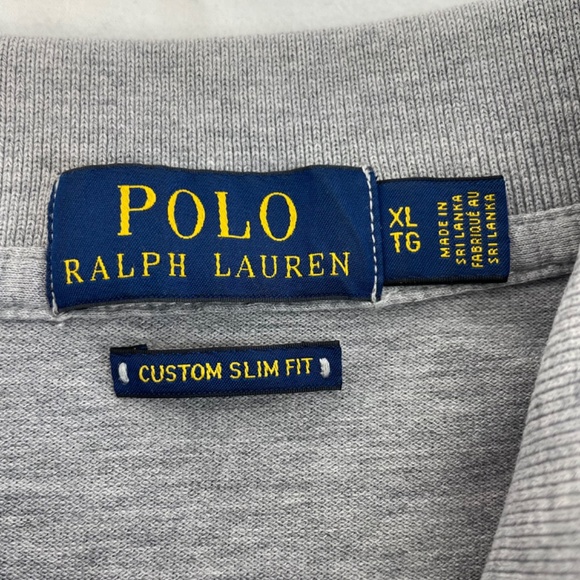 POLO
RALPH LAUREN
XL
TG
MADE IN
SRI LANKA
FABRIQUÉ AU
SRI LANKA
CUSTOM SLIM FIT